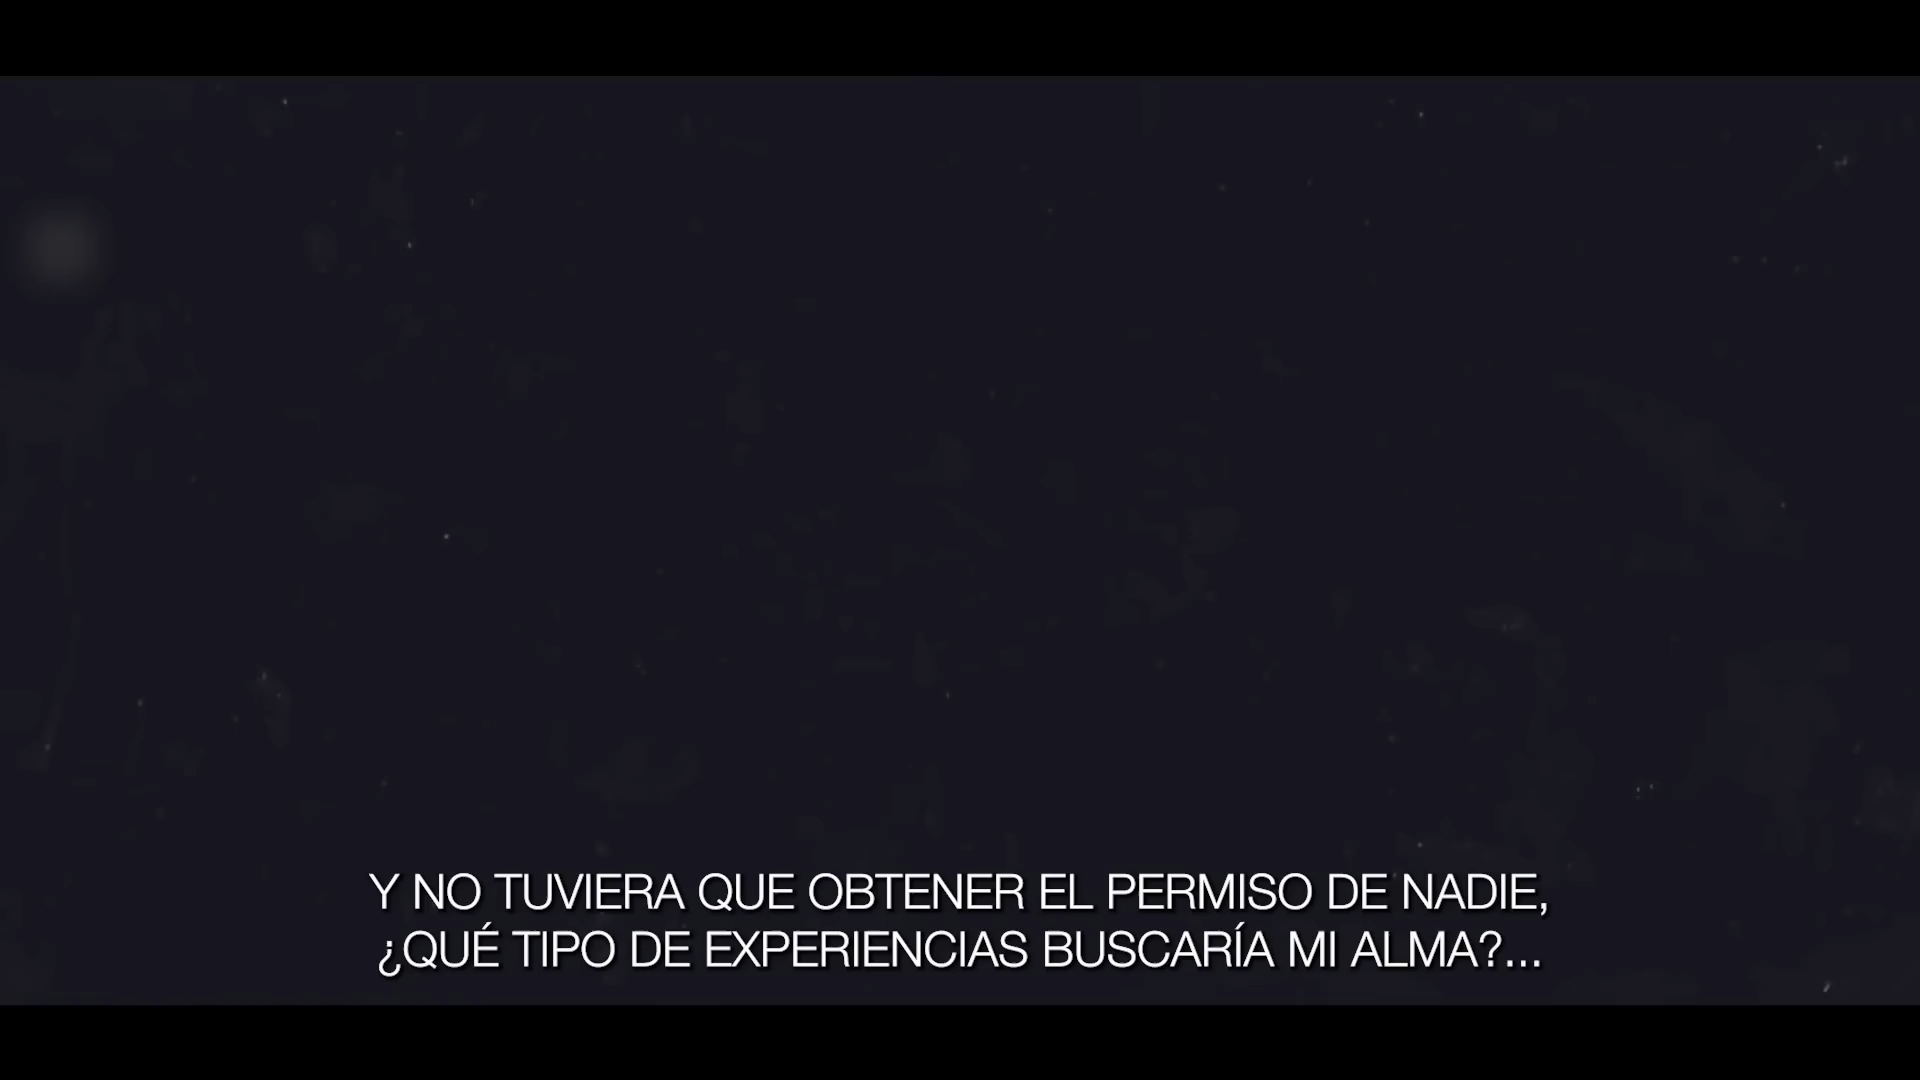 Y NO TUVIERA QUE OBTENER EL PERMISO DE NADIE,
¿QUÉ TIPO DE EXPERIENCIAS BUSCARÍA MI ALMA?...